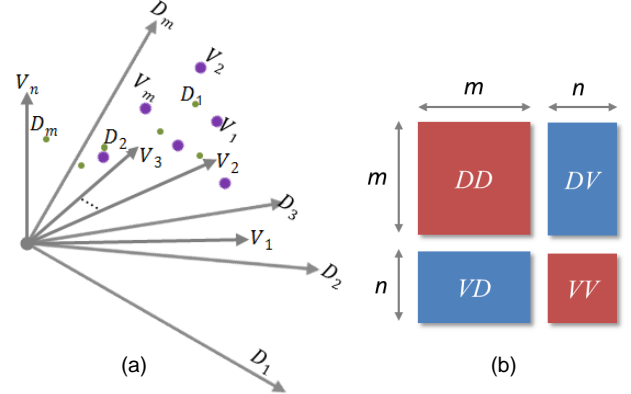 D_m
V_2
V_n
V_m
D_1
V_1
D_m
D_2
V_3
V_2
D_3
V_1
D_2
D_1
(a)
m
n
m
DD
DV
n
VD
VV
(b)